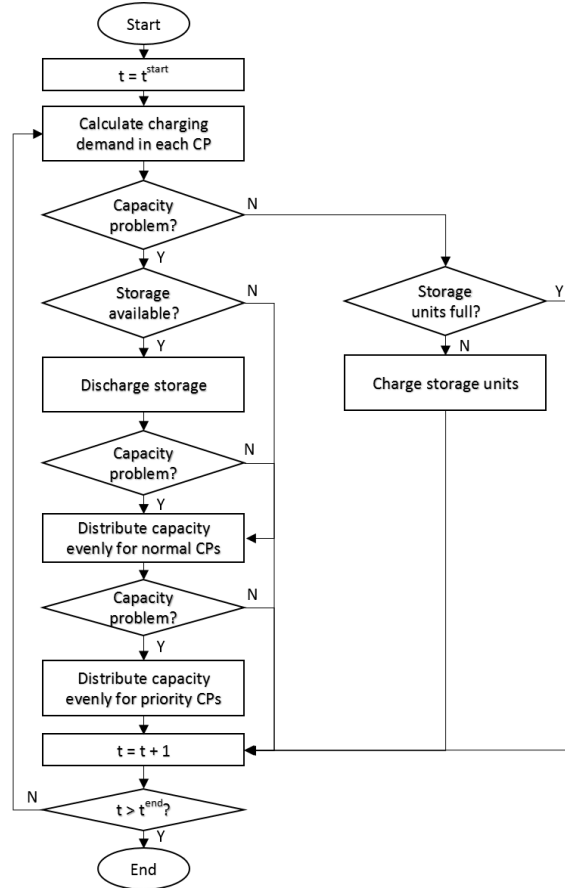 Start
t = t^start
Calculate charging
demand in each CP
Capacity
problem?
N
Y
Storage
available?
N
Y
Storage
units full?
Y
N
Discharge storage
Charge storage units
Capacity
problem?
N
Y
Distribute capacity
evenly for normal CPs
Capacity
problem?
N
Y
Distribute capacity
evenly for priority CPs
t = t + 1
N
t > t^end?
Y
End